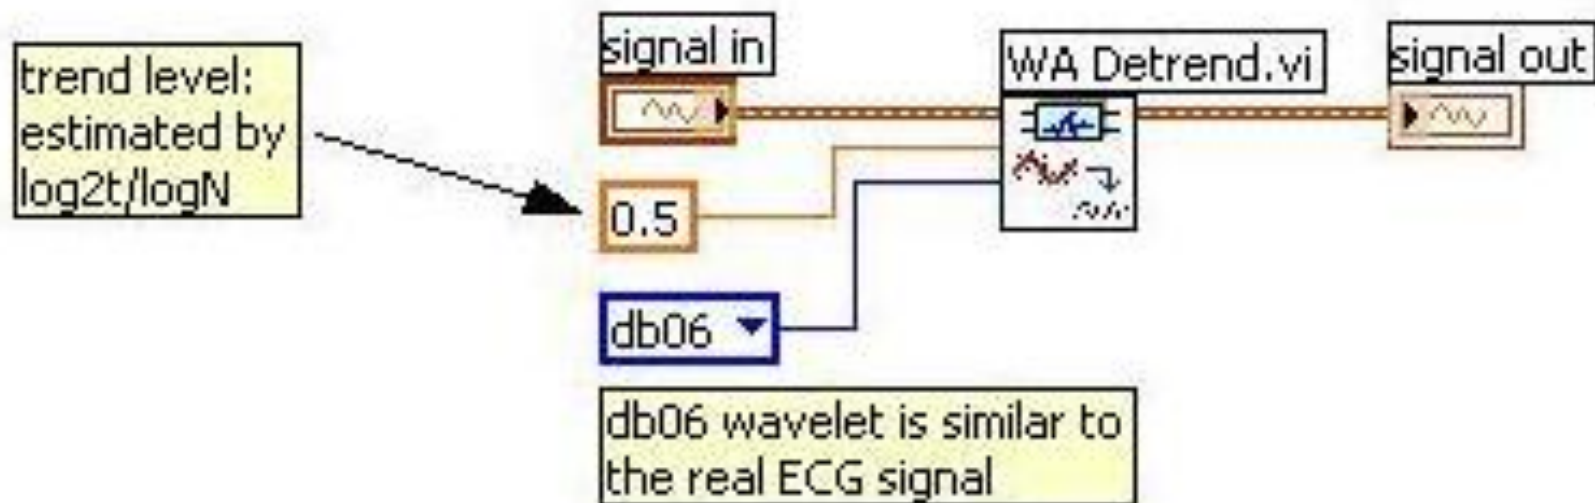 trend level:
estimated by
log2t/logN
signal in
WA Detrend.vi
signal out
0.5
db06
db06 wavelet is similar to
the real ECG signal